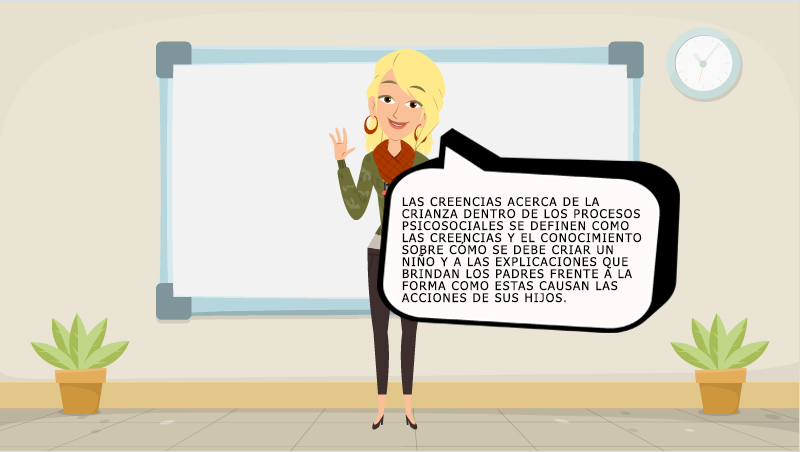 LAS CREENCIAS ACERCA DE LA
CRIANZA DENTRO DE LOS PROCESOS
PSICOSOCIALES SE DEFINEN COMO
LAS CREENCIAS Y EL CONOCIMIENTO
SOBRE CÓMO SE DEBE CRIAR UN
NIÑO Y A LAS EXPLICACIONES QUE
BRINDAN LOS PADRES FRENTE A LA
FORMA COMO ESTAS CAUSAN LAS
ACCIONES DE SUS HIJOS.